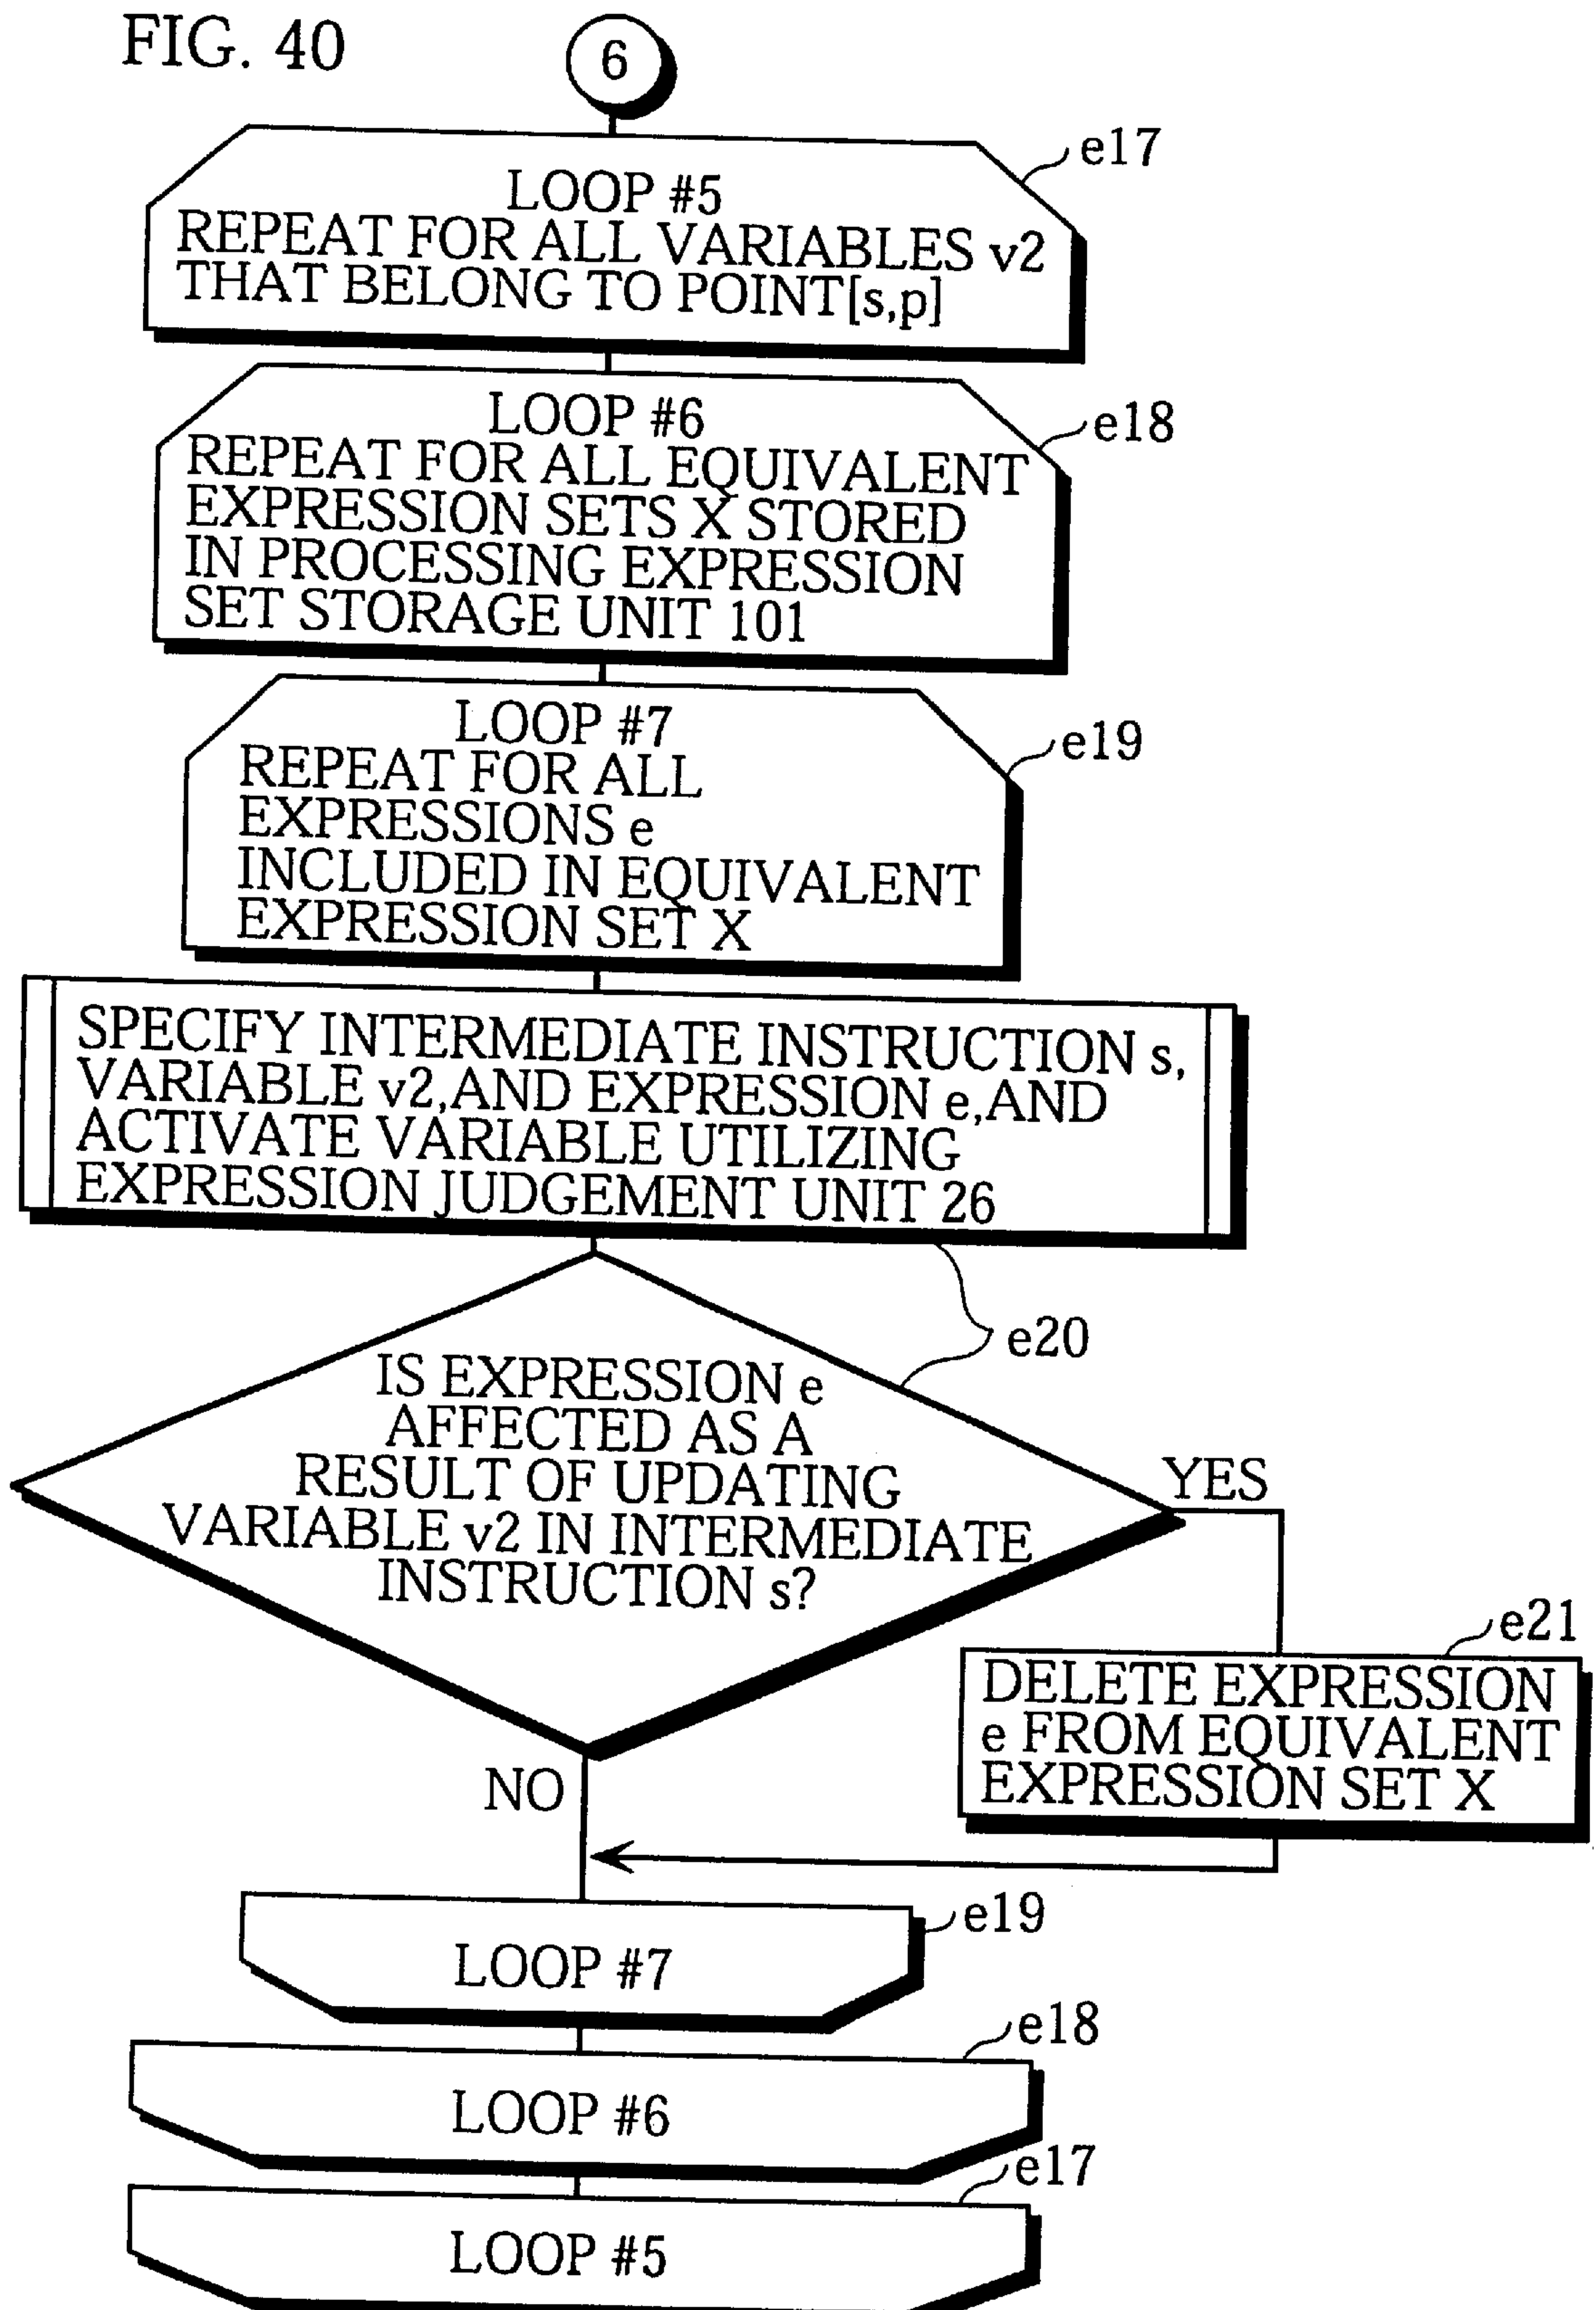 FIG. 40
6
e17
LOOP #5
REPEAT FOR ALL VARIABLES v2
THAT BELONG TO POINT[s,p]
e18
LOOP #6
REPEAT FOR ALL EQUIVALENT
EXPRESSION SETS X STORED
IN PROCESSING EXPRESSION
SET STORAGE UNIT 101
e19
LOOP #7
REPEAT FOR ALL
EXPRESSIONS e
INCLUDED IN EQUIVALENT
EXPRESSION SET X
SPECIFY INTERMEDIATE INSTRUCTION s,
VARIABLE v2,AND EXPRESSION e,AND
ACTIVATE VARIABLE UTILIZING
EXPRESSION JUDGEMENT UNIT 26
e20
IS EXPRESSION e
AFFECTED AS A
RESULT OF UPDATING
VARIABLE v2 IN INTERMEDIATE
INSTRUCTION s?
YES
e21
DELETE EXPRESSION
e FROM EQUIVALENT
EXPRESSION SET X
NO
e19
LOOP #7
e18
LOOP #6
e17
LOOP #5